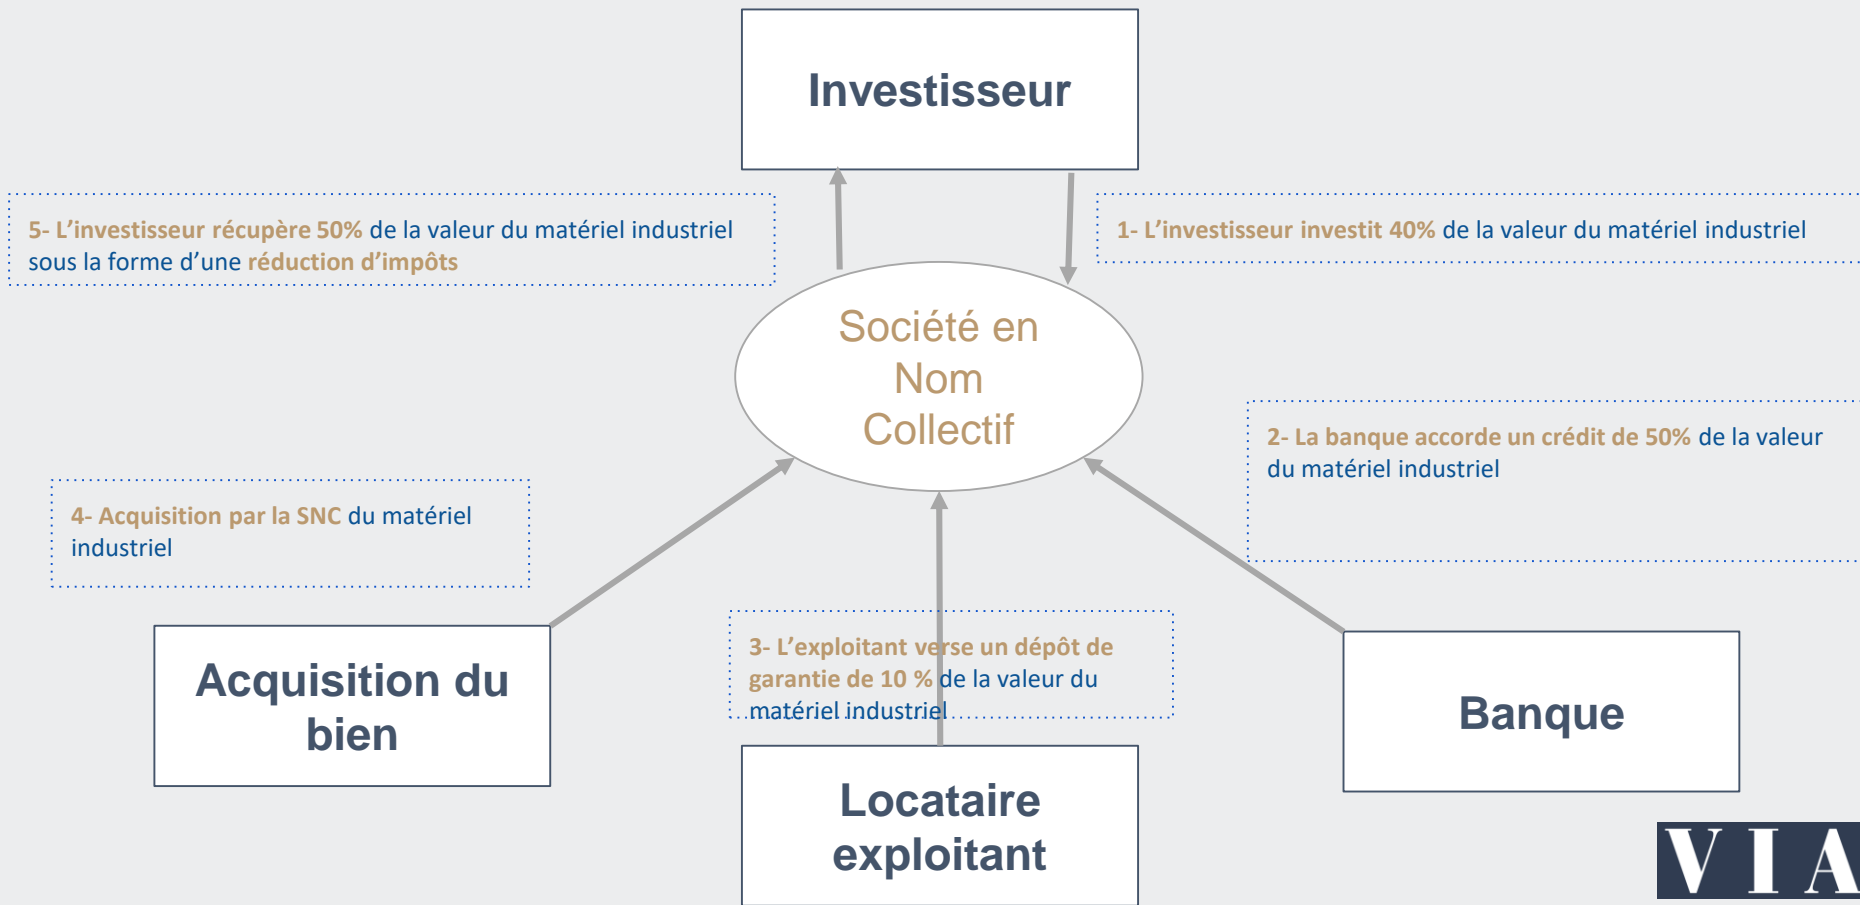 Investisseur
5- L’investisseur récupère 50% de la valeur du matériel industriel
sous la forme d’une réduction d’impôts
1- L’investisseur investit 40% de la valeur du matériel industriel
Société en
Nom
Collectif
2- La banque accorde un crédit de 50% de la valeur
du matériel industriel
4- Acquisition par la SNC du matériel
industriel
3- L’exploitant verse un dépôt de
garantie de 10 % de la valeur du
matériel industriel
Acquisition du
bien
Banque
Locataire
exploitant
VIA